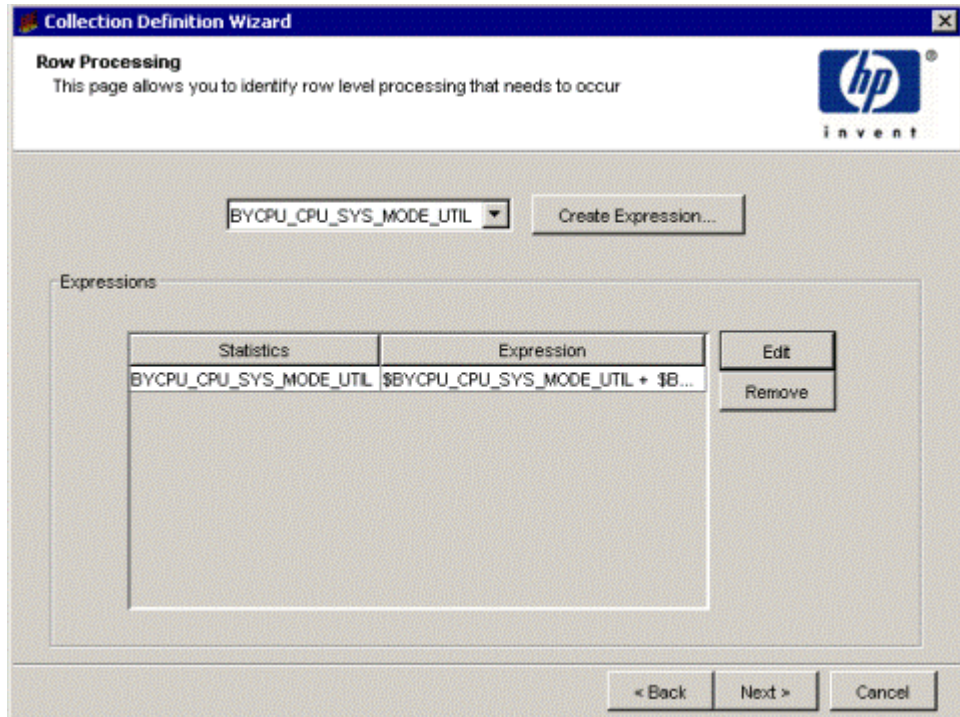 Collection Definition Wizard
Row Processing
This page allows you to identify row level processing that needs to occur
hp
®
invent
BYCPU_CPU_SYS_MODE_UTIL
Create Expression...
Expressions
Statistics Expression
BYCPU_CPU_SYS_MODE_UTIL $BYCPU_CPU_SYS_MODE_UTIL + $B...
Edit
Remove
< Back Next > Cancel